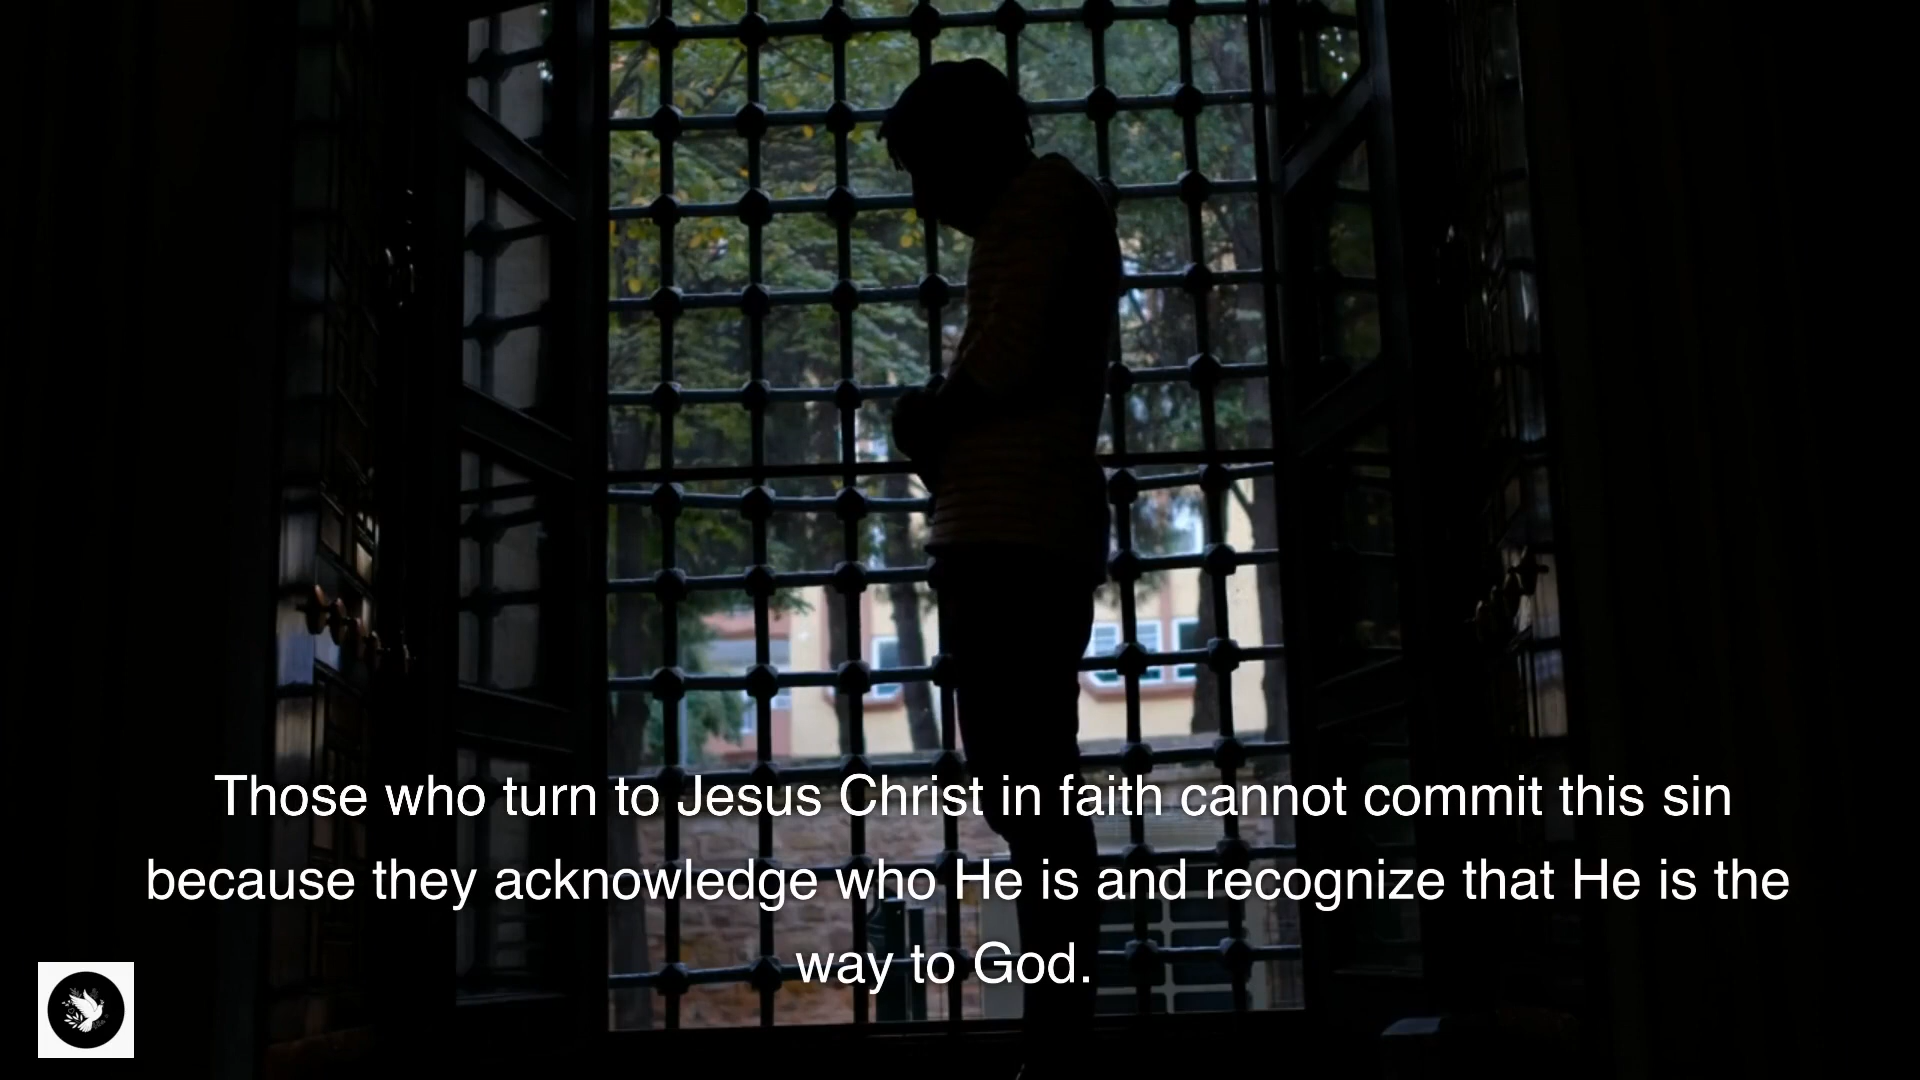 Those who turn to Jesus Christ in faith cannot commit this sin
because they acknowledge who He is and recognize that He is the
way to God.